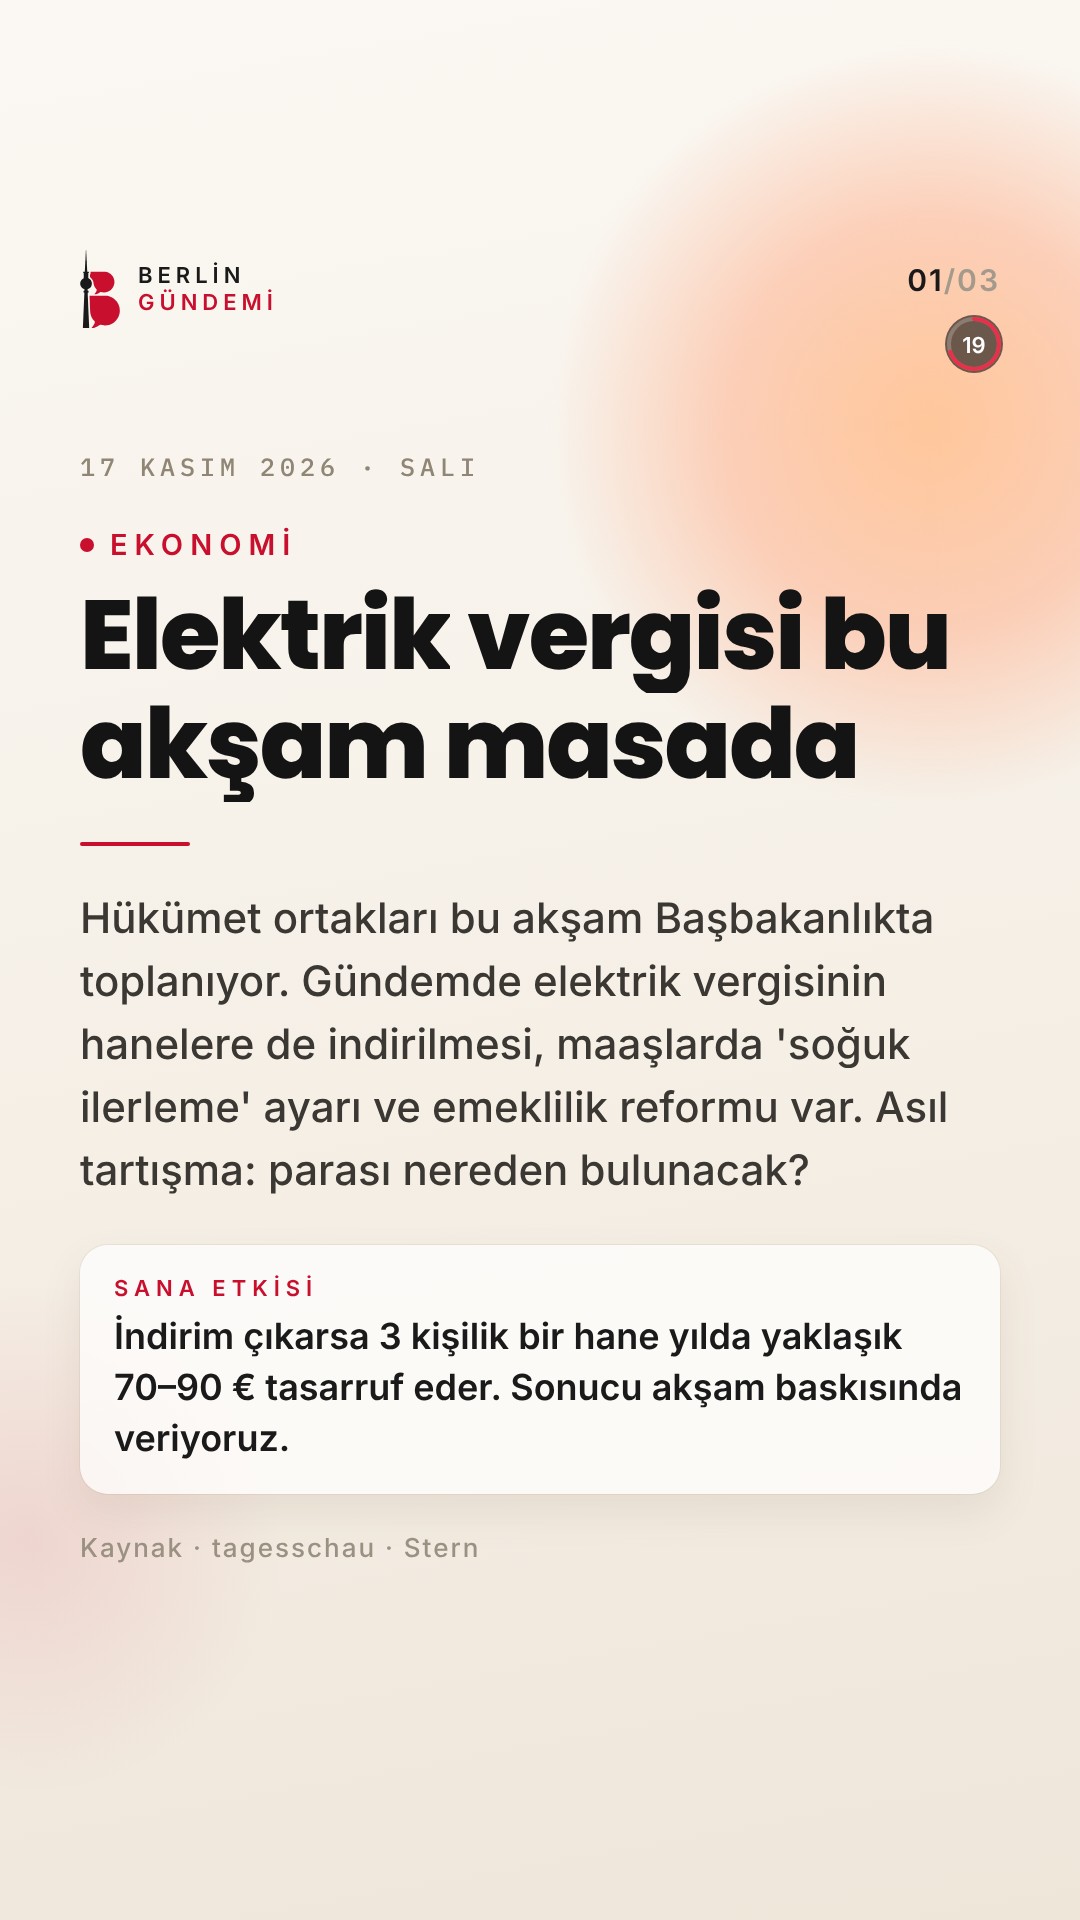 BERLİN
GÜNDEMİ
01/03
19
17 KASIM 2026 · SALI
EKONOMİ
Elektrik vergisi bu
akşam masada
Hükümet ortakları bu akşam Başbakanlıkta
toplanıyor. Gündemde elektrik vergisinin
hanelere de indirilmesi, maaşlarda 'soğuk
ilerleme' ayarı ve emeklilik reformu var. Asıl
tartışma: parası nereden bulunacak?
SANA ETKİSİ
İndirim çıkarsa 3 kişilik bir hane yılda yaklaşık
70–90 € tasarruf eder. Sonucu akşam baskısında
veriyoruz.
Kaynak · tagesschau · Stern